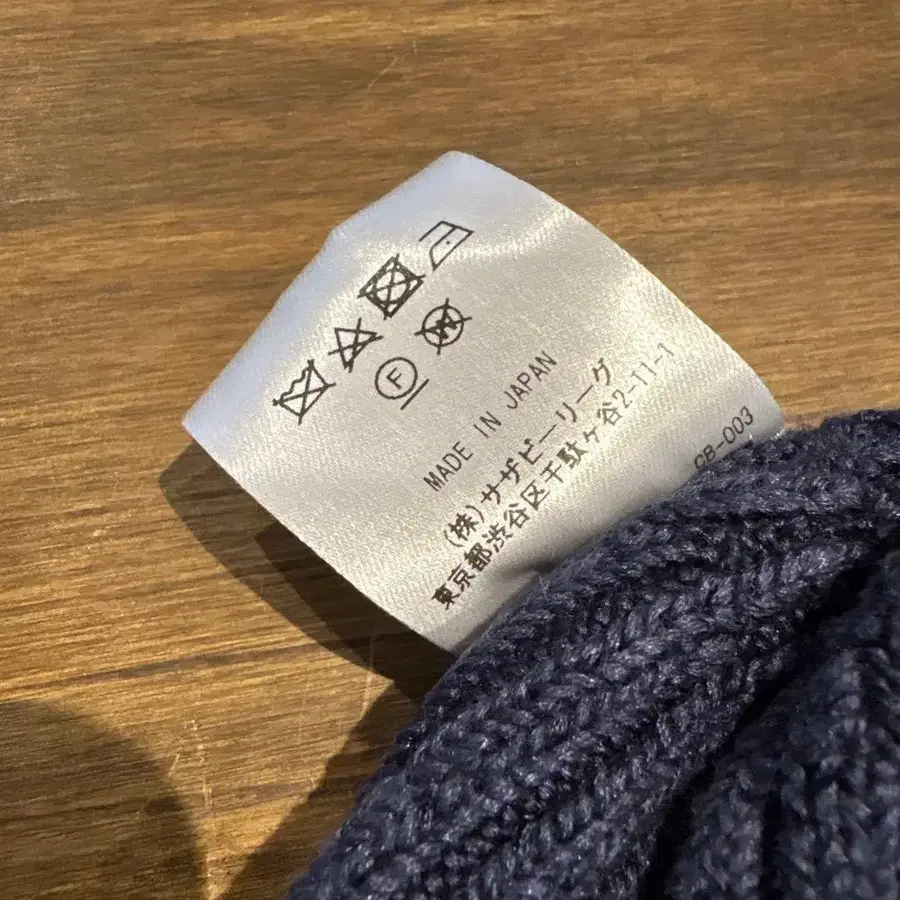 F
W
MADE IN JAPAN
(株)サザビーリーグ
東京都渋谷区千駄ヶ谷2-11-1
CB-003